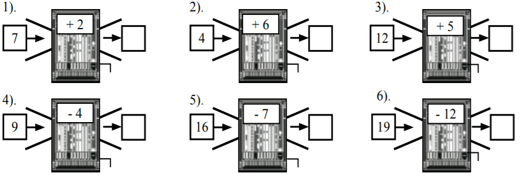 1). 2). 3).
+ 2 + 6 + 5
7 4 12
4). 5). 6).
- 4 - 7 - 12
9 16 19